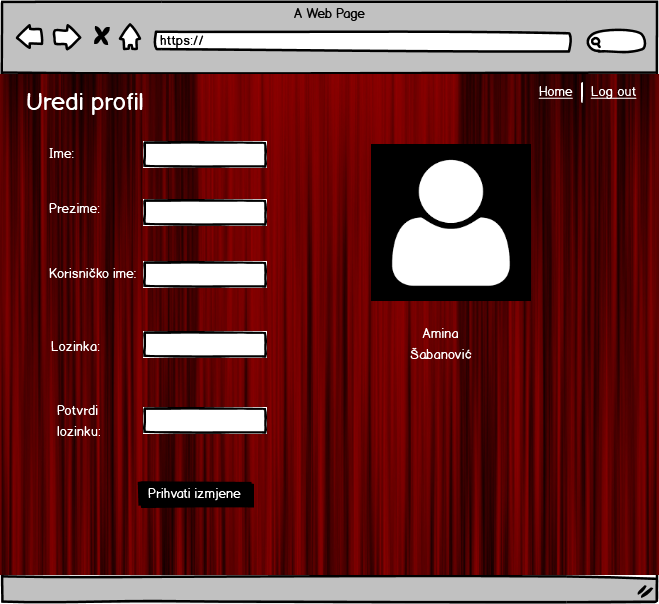 A Web Page
https://
Home
Log out
Uredi profil
Ime:
Prezime:
Korisničko ime:
Lozinka:
Potvrdi
lozinku:
Prihvati izmjene
Amina
Šabanović